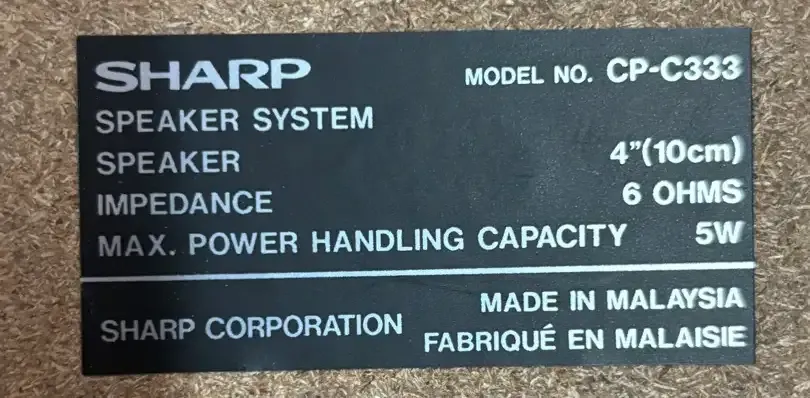 SHARP MODEL NO. CP-C333
SPEAKER SYSTEM
SPEAKER 4”(10cm)
IMPEDANCE 6 OHMS
MAX. POWER HANDLING CAPACITY 5W
SHARP CORPORATION
MADE IN MALAYSIA
FABRIQUÉ EN MALAISIE